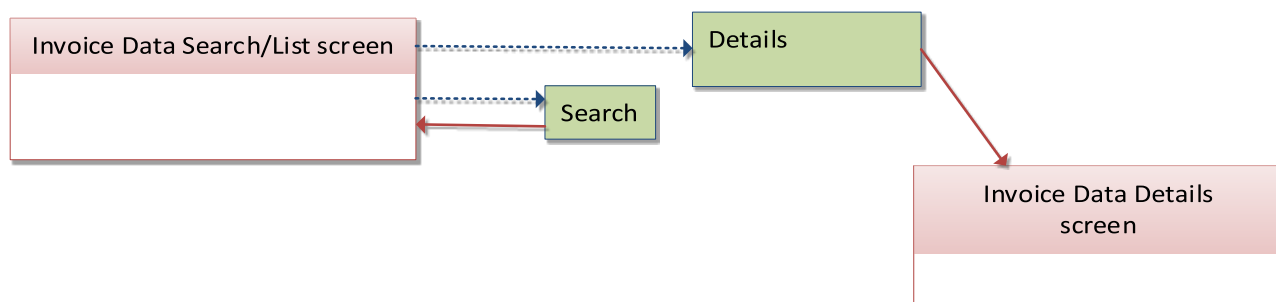 Invoice Data Search/List screen
Details
Search
Invoice Data Details
screen